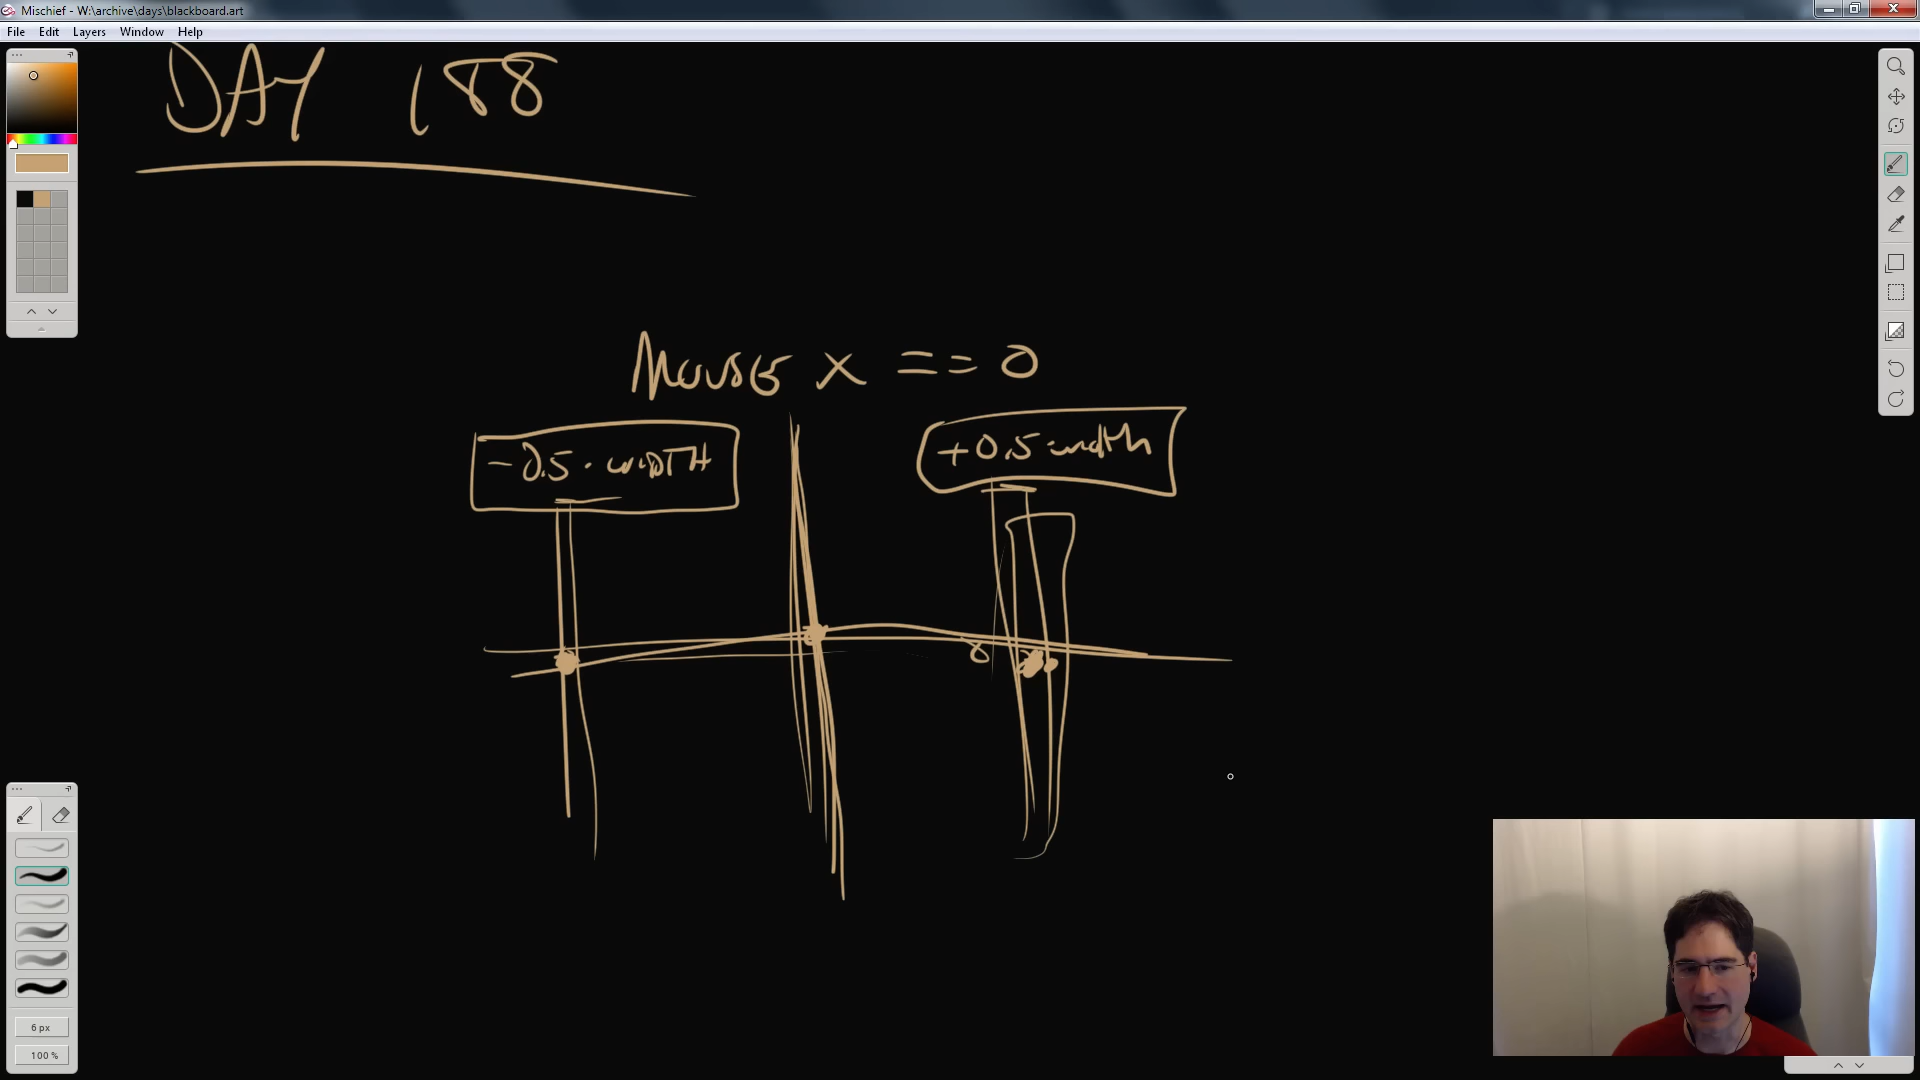 Mischief - W:\archive\days\blackboard.art
File Edit Layers Window Help
DAY 188
Mouse x == 0
-0.5 · WIDTH
+0.5 · width
6 px
100 %